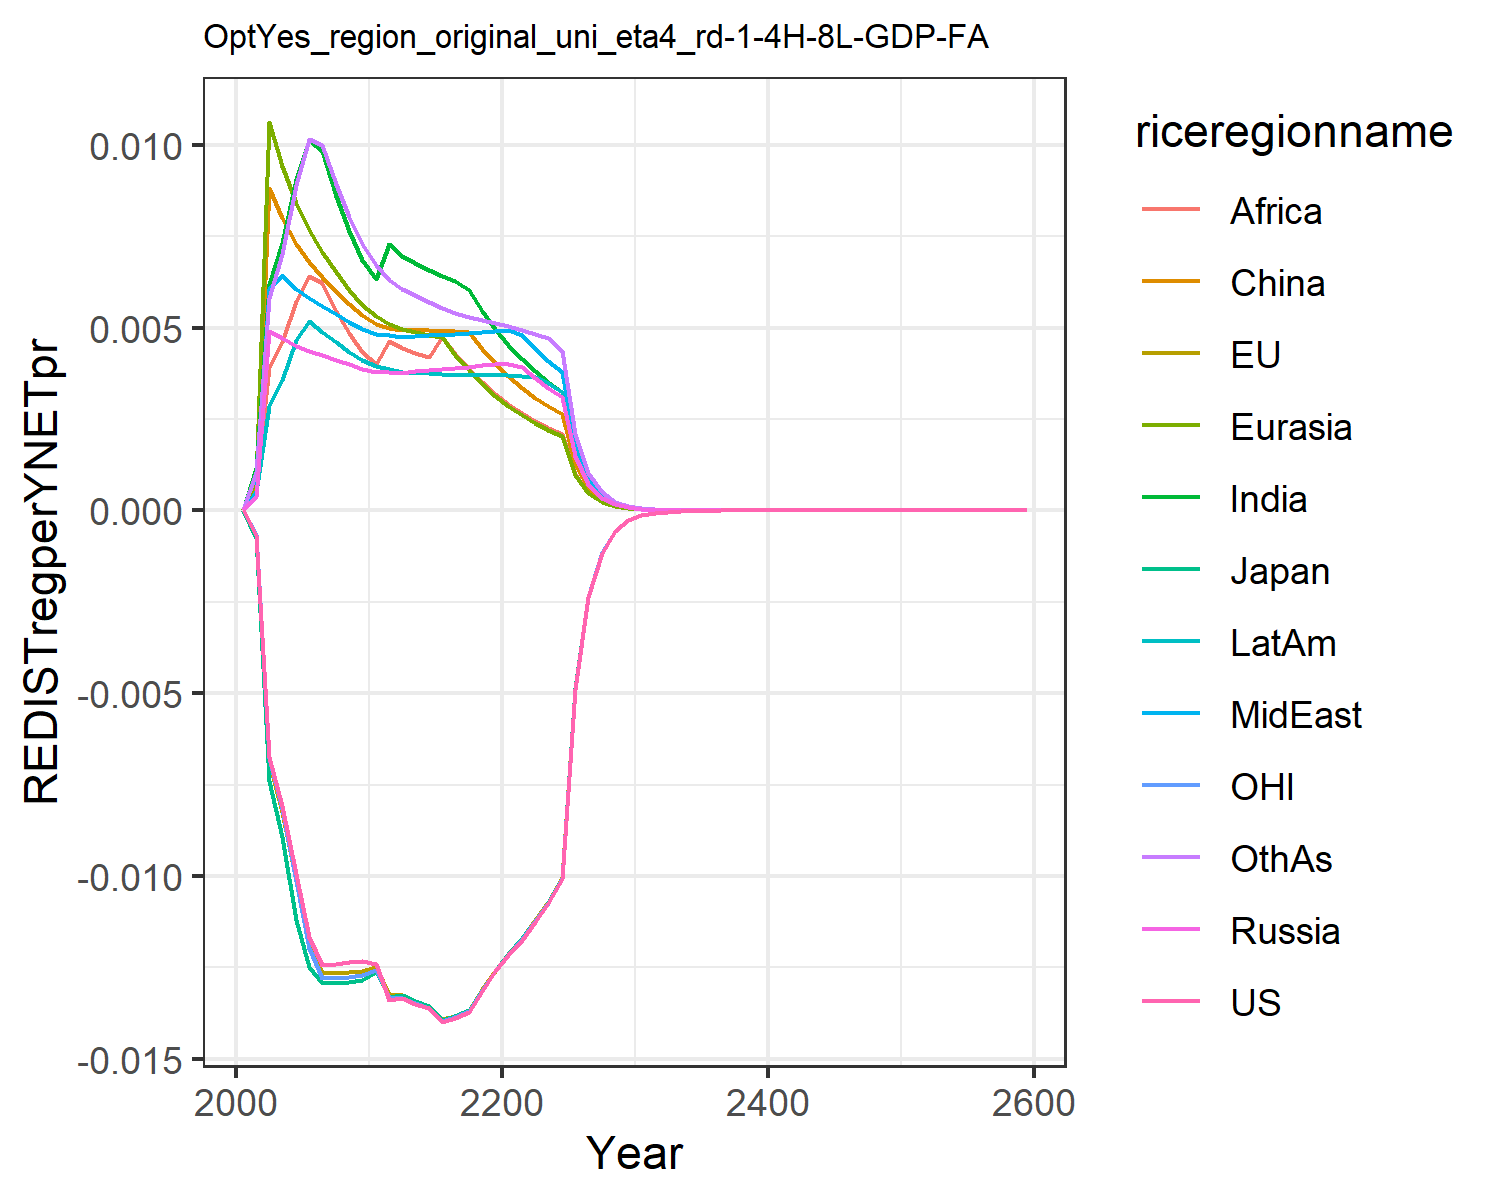 OptYes_region_original_uni_eta4_rd-1-4H-8L-GDP-FA
REDISTregperYNETpr
0.010
0.005
0.000
-0.005
-0.010
-0.015
2000
2200
2400
2600
Year
riceregionname
Africa
China
EU
Eurasia
India
Japan
LatAm
MidEast
OHI
OthAs
Russia
US